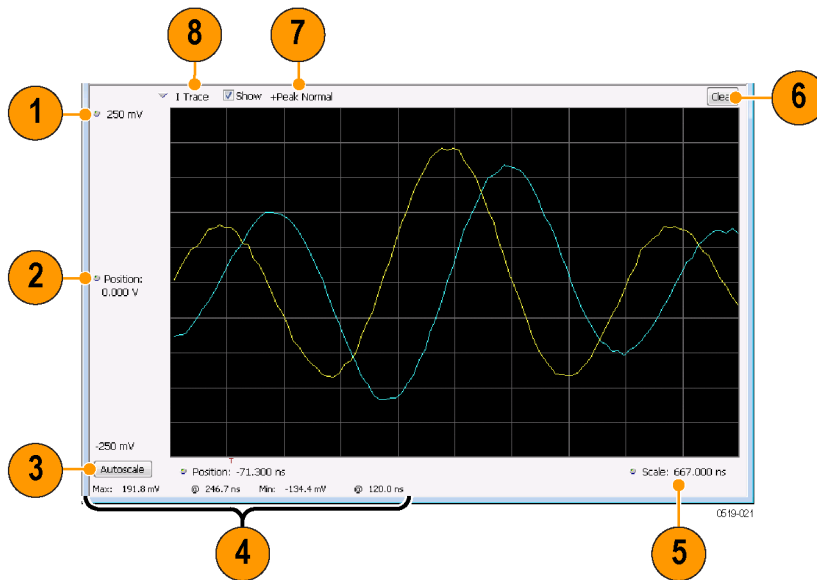 8
7
I Trace Show +Peak Normal
1
250 mV
6
2
Position:
0.000 V
-250 mV
3
Autoscale
Position: -71.300 ns
Scale: 667.000 ns
T
Max: 191.8 mV @ 246.7 ns Min: -134.4 mV @ 120.0 ns
0519-021
4
5